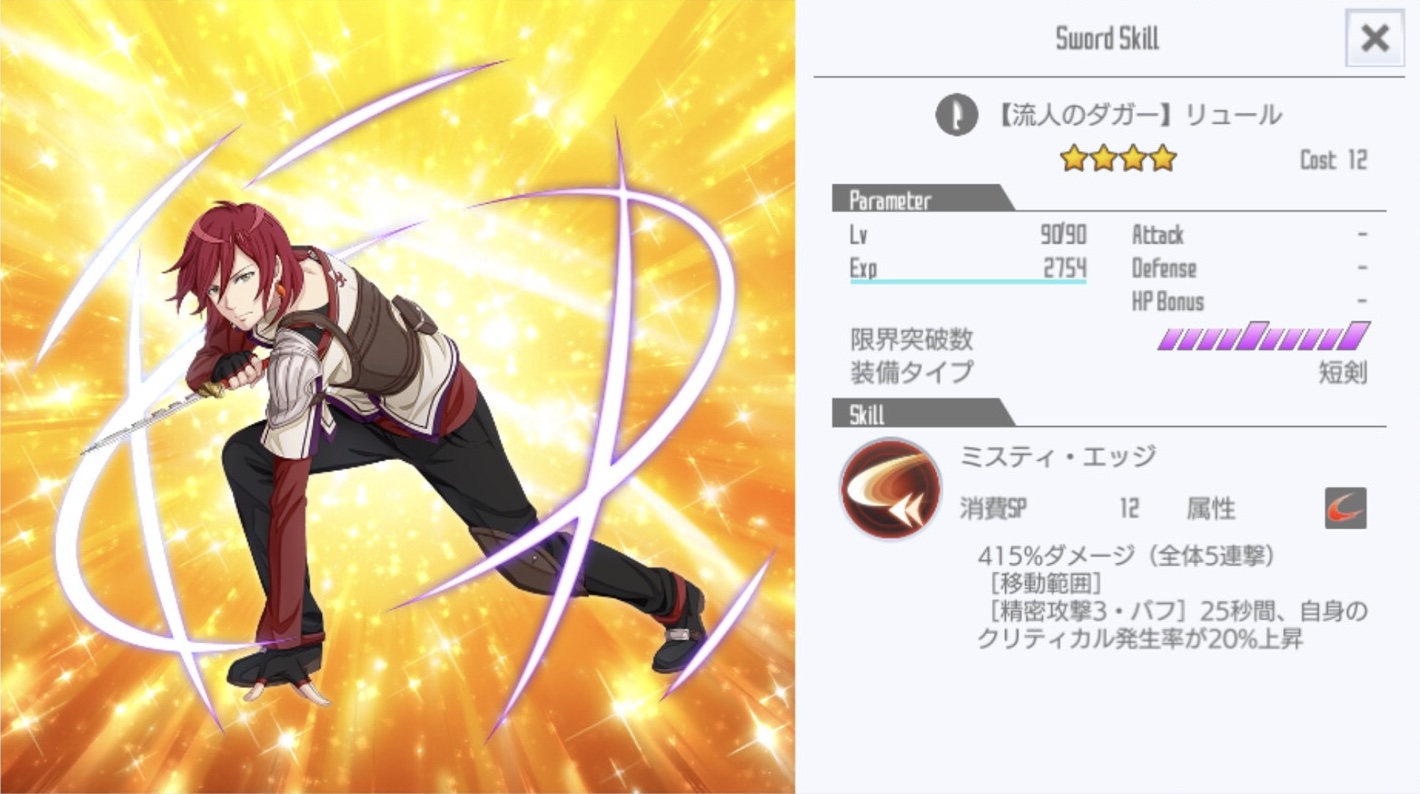 Sword Skill
【流人のダガー】リュール
Cost 12
Parameter
Lv 90/90 Attack -
Exp 2754 Defense -
HP Bonus -
限界突破数
装備タイプ 短剣
Skill
ミスティ・エッジ
消費SP 12 属性
415%ダメージ（全体5連撃）
［移動範囲］
［精密攻撃3・バフ］25秒間、自身の
クリティカル発生率が20%上昇